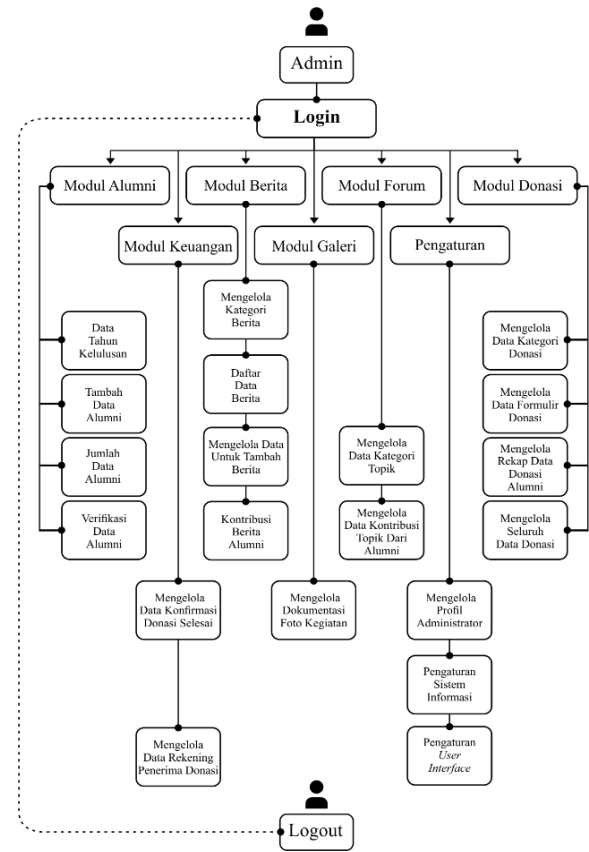 Admin
Login
Modul Alumni
Modul Berita
Modul Forum
Modul Donasi
Modul Keuangan
Modul Galeri
Pengaturan
Data
Tahun
Kelulusan
Tambah
Data
Alumni
Jumlah
Data
Alumni
Verifikasi
Data
Alumni
Mengelola
Data Konfirmasi
Donasi Selesai
Mengelola
Data Rekening
Penerima Donasi
Mengelola
Kategori
Berita
Daftar
Data
Berita
Mengelola Data
Untuk Tambah
Berita
Kontribusi
Berita
Alumni
Mengelola
Dokumentasi
Foto Kegiatan
Mengelola
Data Kategori
Topik
Mengelola
Data Kontribusi
Topik Dari
Alumni
Mengelola
Profil
Administrator
Pengaturan
Sistem
Informasi
Pengaturan
User
Interface
Mengelola
Data Kategori
Donasi
Mengelola
Data Formulir
Donasi
Mengelola
Rekap Data
Donasi
Alumni
Mengelola
Seluruh
Data Donasi
Logout